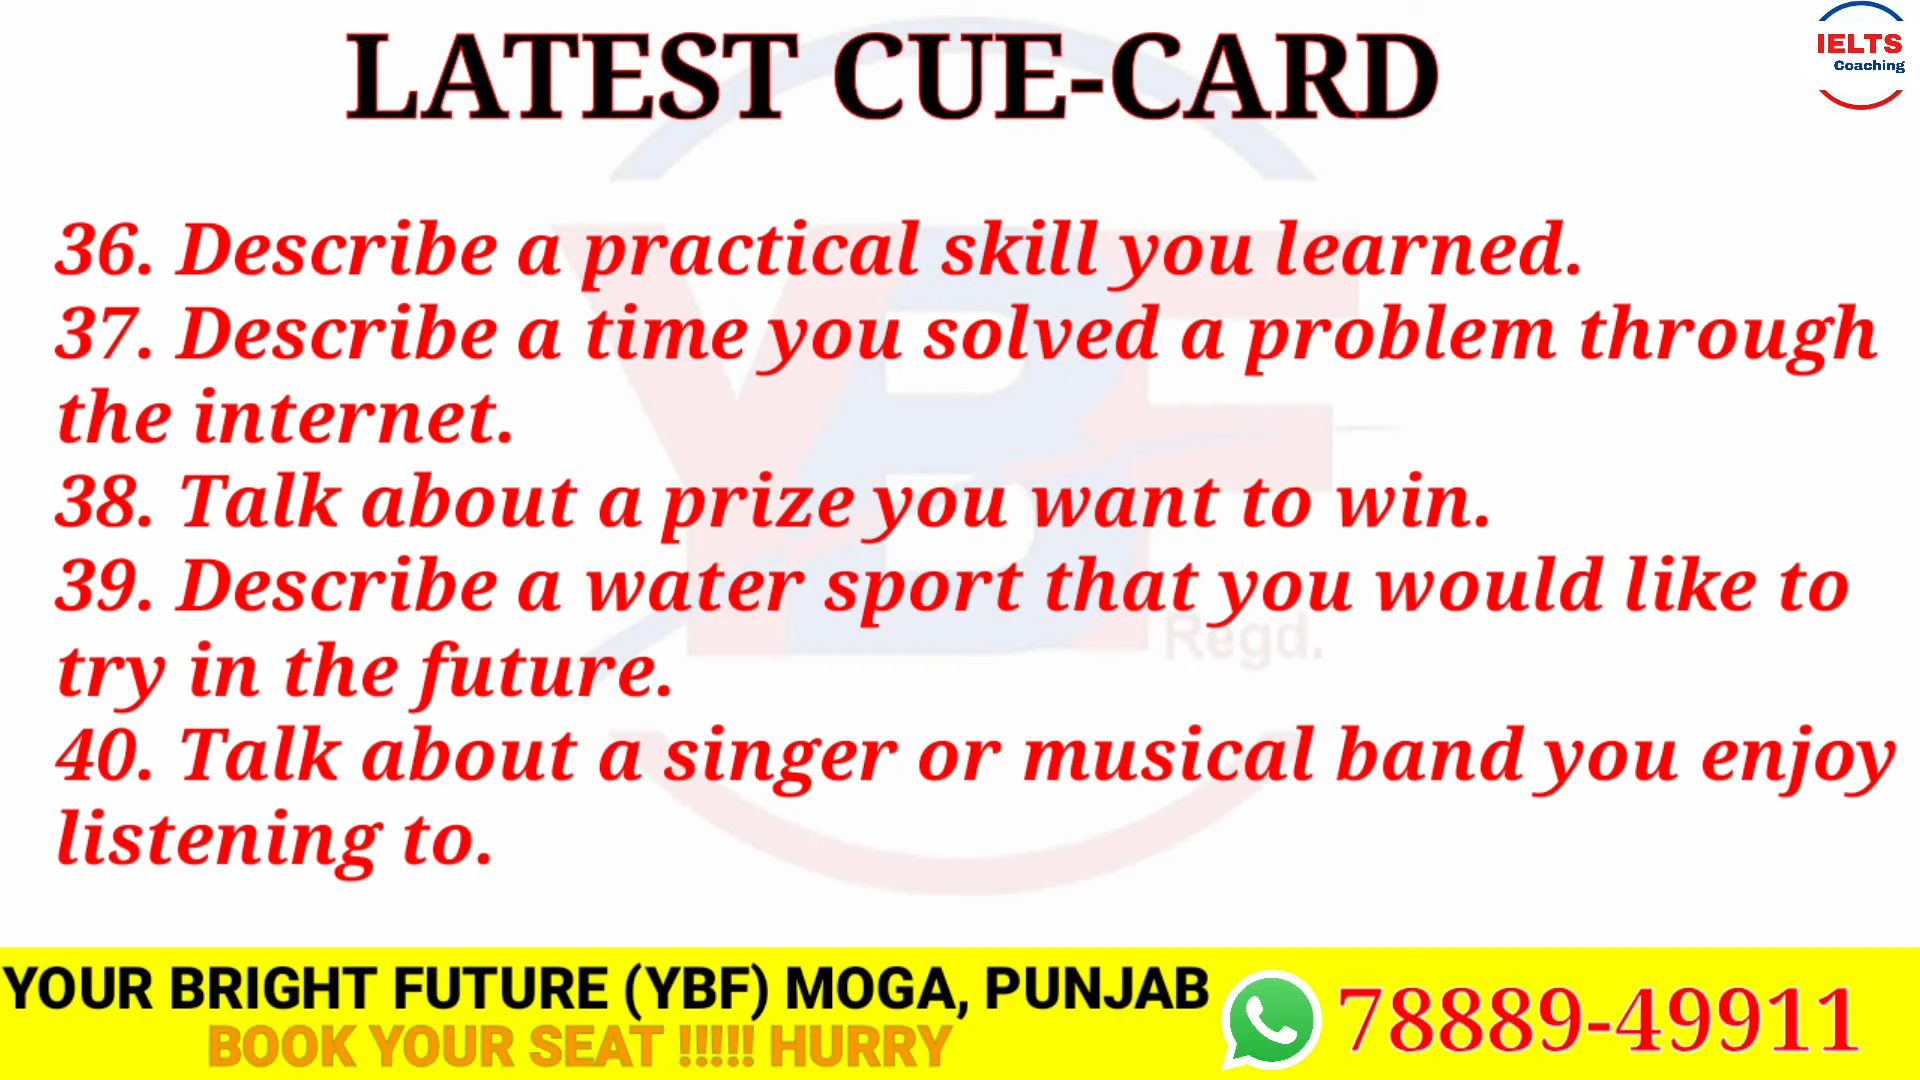 LATEST CUE-CARD
IELTS
Coaching
36. Describe a practical skill you learned.
37. Describe a time you solved a problem through
the internet.
38. Talk about a prize you want to win.
39. Describe a water sport that you would like to
try in the future.
40. Talk about a singer or musical band you enjoy
listening to.
YBF
Regd.
YOUR BRIGHT FUTURE (YBF) MOGA, PUNJAB
BOOK YOUR SEAT !!!!! HURRY
78889-49911